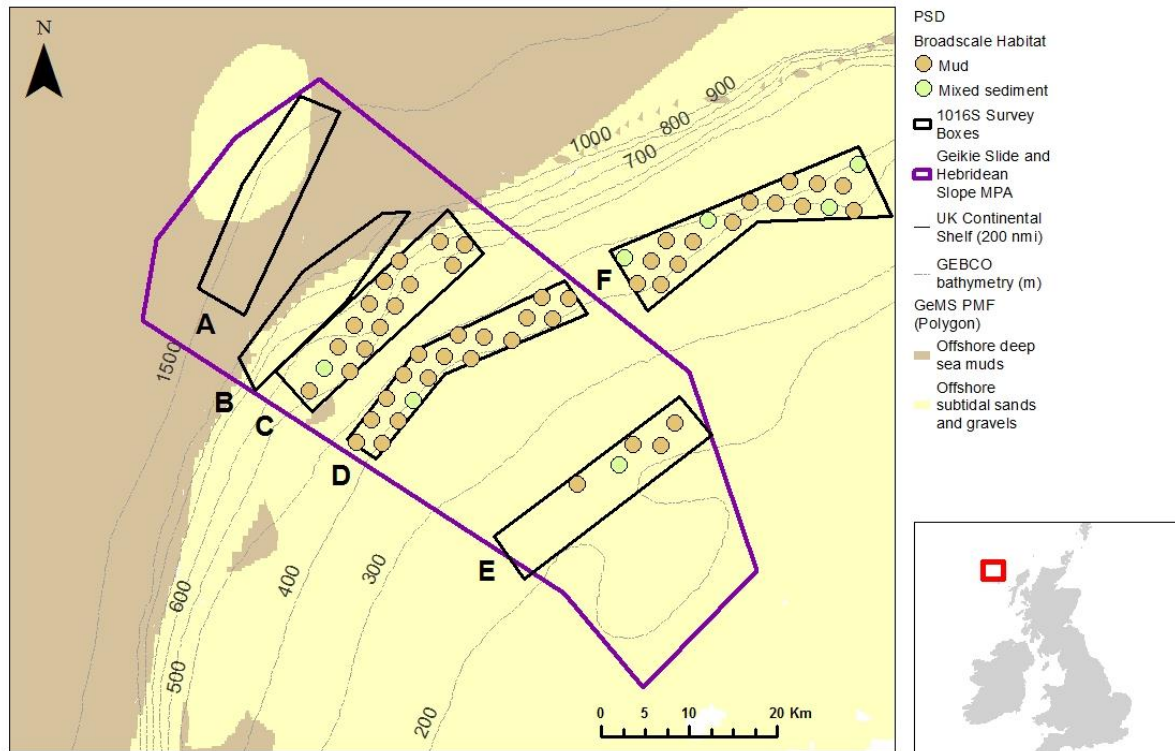 N
1000
900
800
700
1500
600
500
400
300
200
A
B
C
D
E
F
0 5 10 20 Km
PSD
Broadscale Habitat
Mud
Mixed sediment
1016S Survey
Boxes
Geikie Slide and
Hebridean
Slope MPA
UK Continental
Shelf (200 nmi)
GEBCO
bathymetry (m)
GeMS PMF
(Polygon)
Offshore deep
sea muds
Offshore
subtidal sands
and gravels